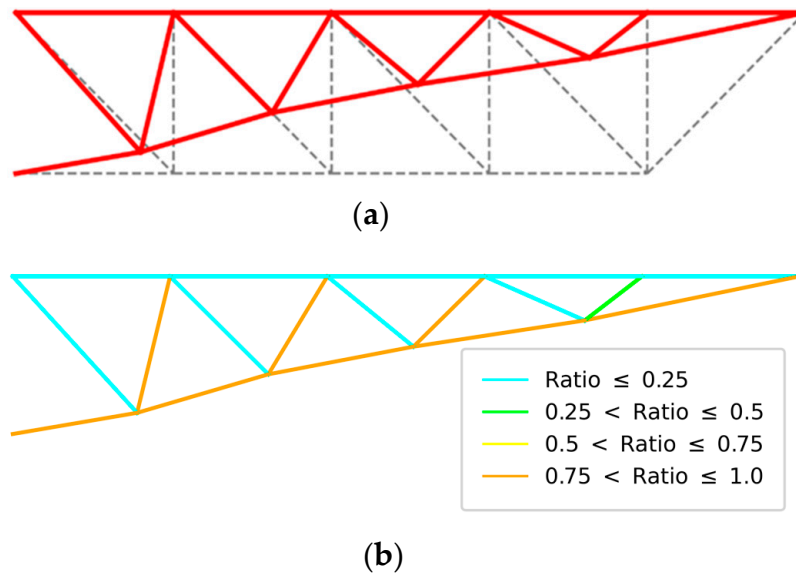 (a)
Ratio ≤ 0.25
0.25 < Ratio ≤ 0.5
0.5 < Ratio ≤ 0.75
0.75 < Ratio ≤ 1.0
(b)